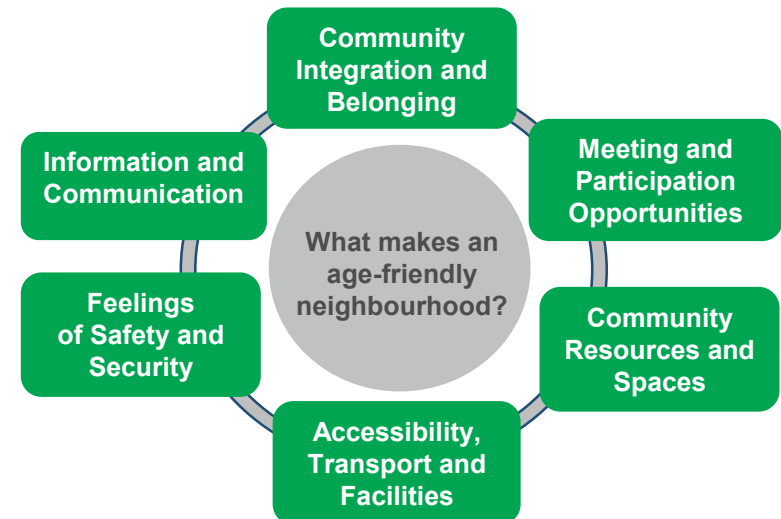 Community
Integration and
Belonging
Meeting and
Participation
Opportunities
Community
Resources and
Spaces
Accessibility,
Transport and
Facilities
Feelings
of Safety and
Security
Information and
Communication
What makes an
age-friendly
neighbourhood?